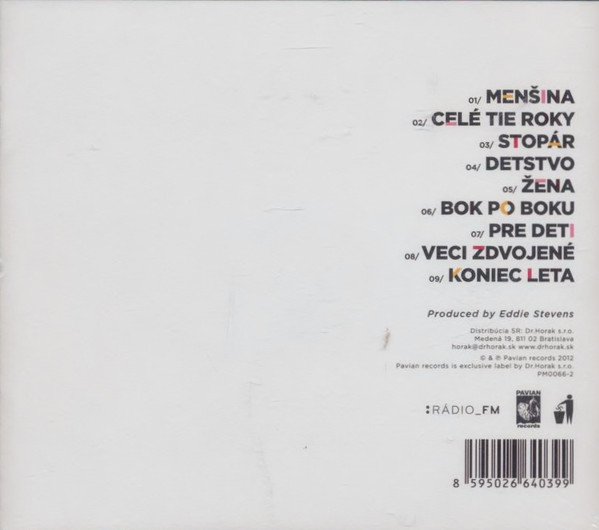 01/ MENŠINA
02/ CELÉ TIE ROKY
03/ STOPÁR
04/ DETSTVO
05/ ŽENA
06/ BOK PO BOKU
07/ PRE DETI
08/ VECI ZDVOJENÉ
09/ KONIEC LETA
Produced by Eddie Stevens
Distribúcia SR: Dr.Horak s.r.o.
Medená 19, 811 02 Bratislava
horak@drhorak.sk www.drhorak.sk
© & ℗ Pavian records 2012
Pavian records is exclusive label by Dr.Horak s.r.o.
PM0066-2
:RÁDIO_FM
PAVIAN
records
8 595026 640399